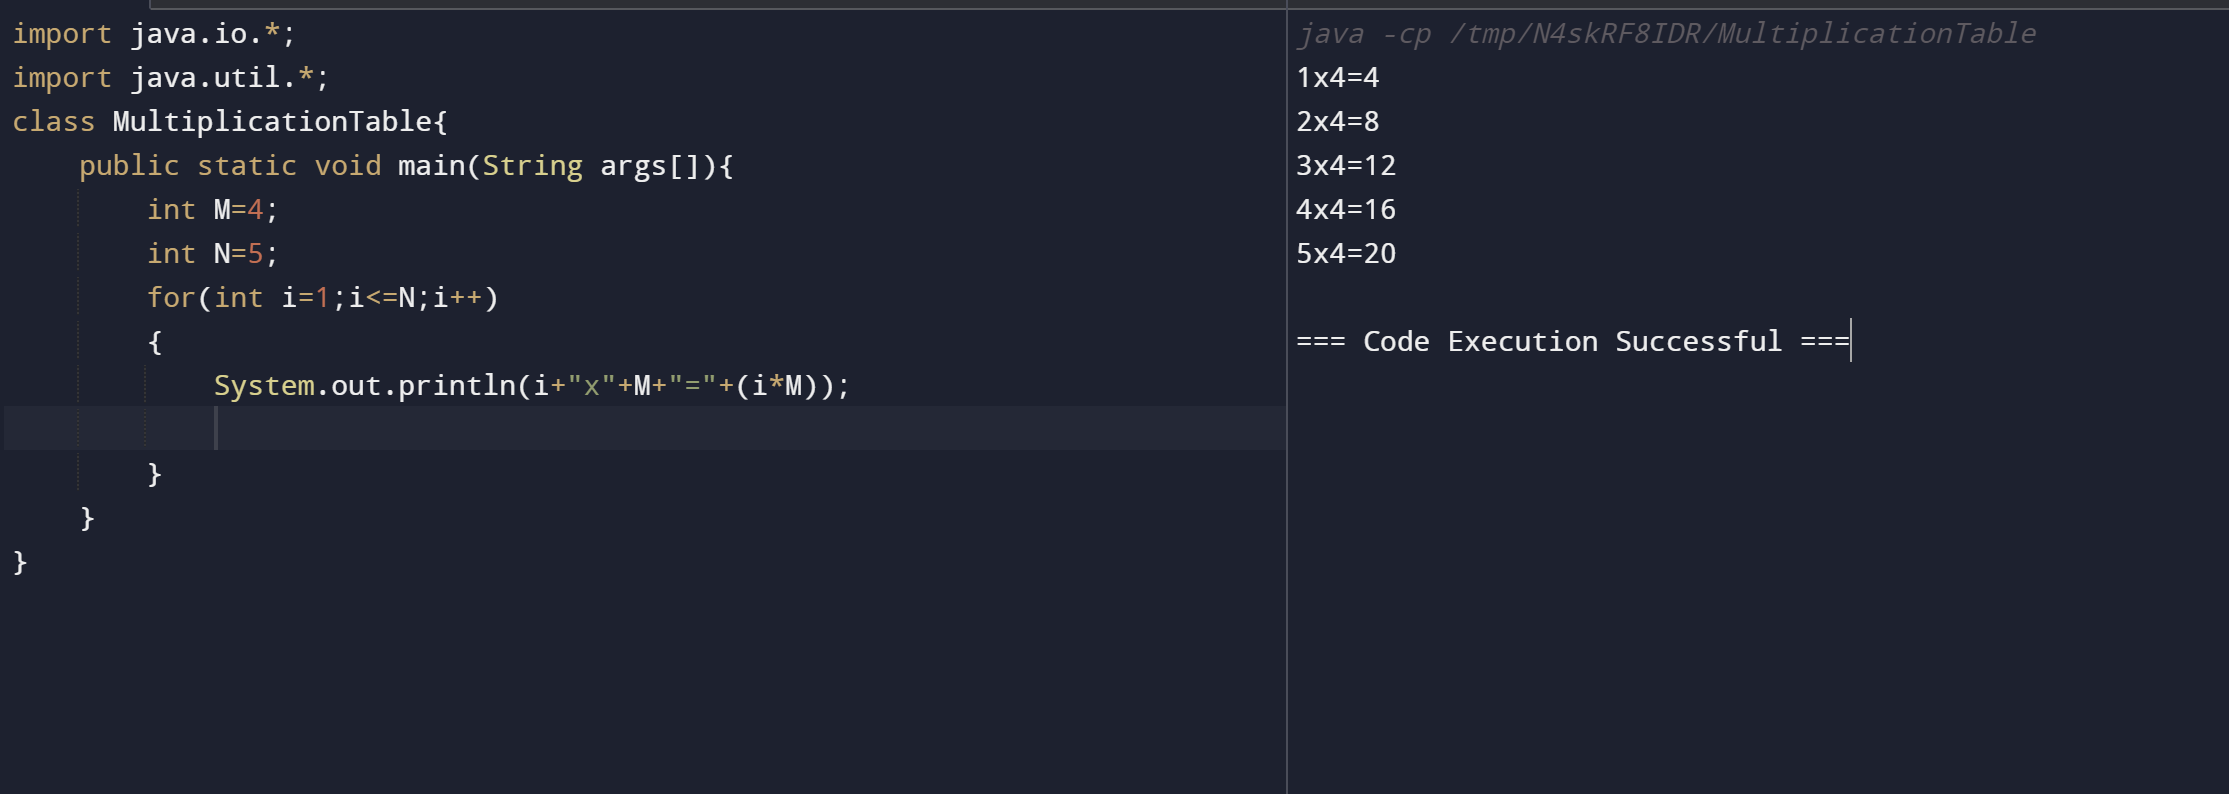 import java.io.*;
import java.util.*;
class MultiplicationTable{
    public static void main(String args[]){
        int M=4;
        int N=5;
        for(int i=1;i<=N;i++)
        {
            System.out.println(i+"x"+M+"="+(i*M));
        }
    }
}
java -cp /tmp/N4skRF8IDR/MultiplicationTable
1x4=4
2x4=8
3x4=12
4x4=16
5x4=20
=== Code Execution Successful ===